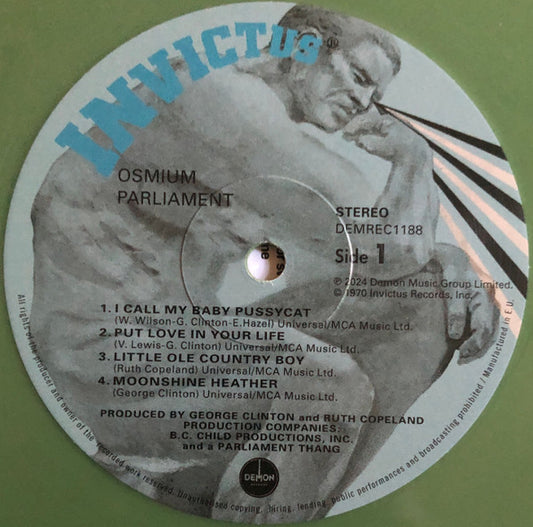 INVICTUS®
OSMIUM
PARLIAMENT
STEREO
DEMREC1188
Side 1
℗ 2024 Demon Music Group Limited.
© 1970 Invictus Records, Inc.
1. I CALL MY BABY PUSSYCAT
(W. Wilson-G. Clinton-E.Hazel) Universal/MCA Music Ltd.
2. PUT LOVE IN YOUR LIFE
(V. Lewis-G. Clinton) Universal/MCA Music Ltd.
3. LITTLE OLE COUNTRY BOY
(Ruth Copeland) Universal/MCA Music Ltd.
4. MOONSHINE HEATHER
(George Clinton) Universal/MCA Music Ltd.
PRODUCED BY GEORGE CLINTON and RUTH COPELAND
PRODUCTION COMPANIES:
B.C. CHILD PRODUCTIONS, INC.
and a PARLIAMENT THANG
DEMON
RECORDS
All rights of the producer and owner of the recorded work reserved. Unauthorised copying, hiring, lending, public performances and broadcasting prohibited / Manufactured in E.U.